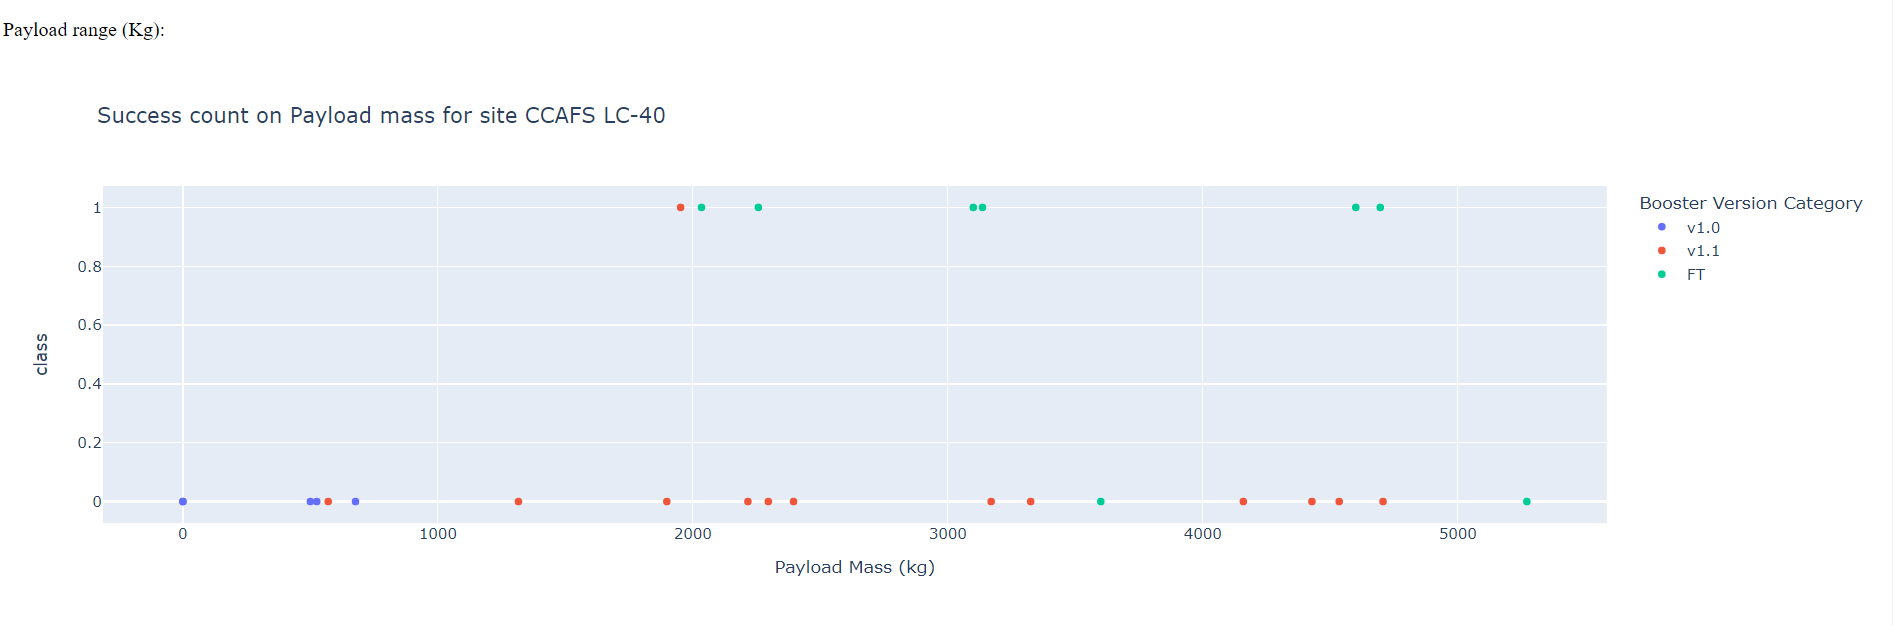 Payload range (Kg):
Success count on Payload mass for site CCAFS LC-40
Booster Version Category
v1.0
v1.1
FT
class
1
0.8
0.6
0.4
0.2
0
0 1000 2000 3000 4000 5000
Payload Mass (kg)